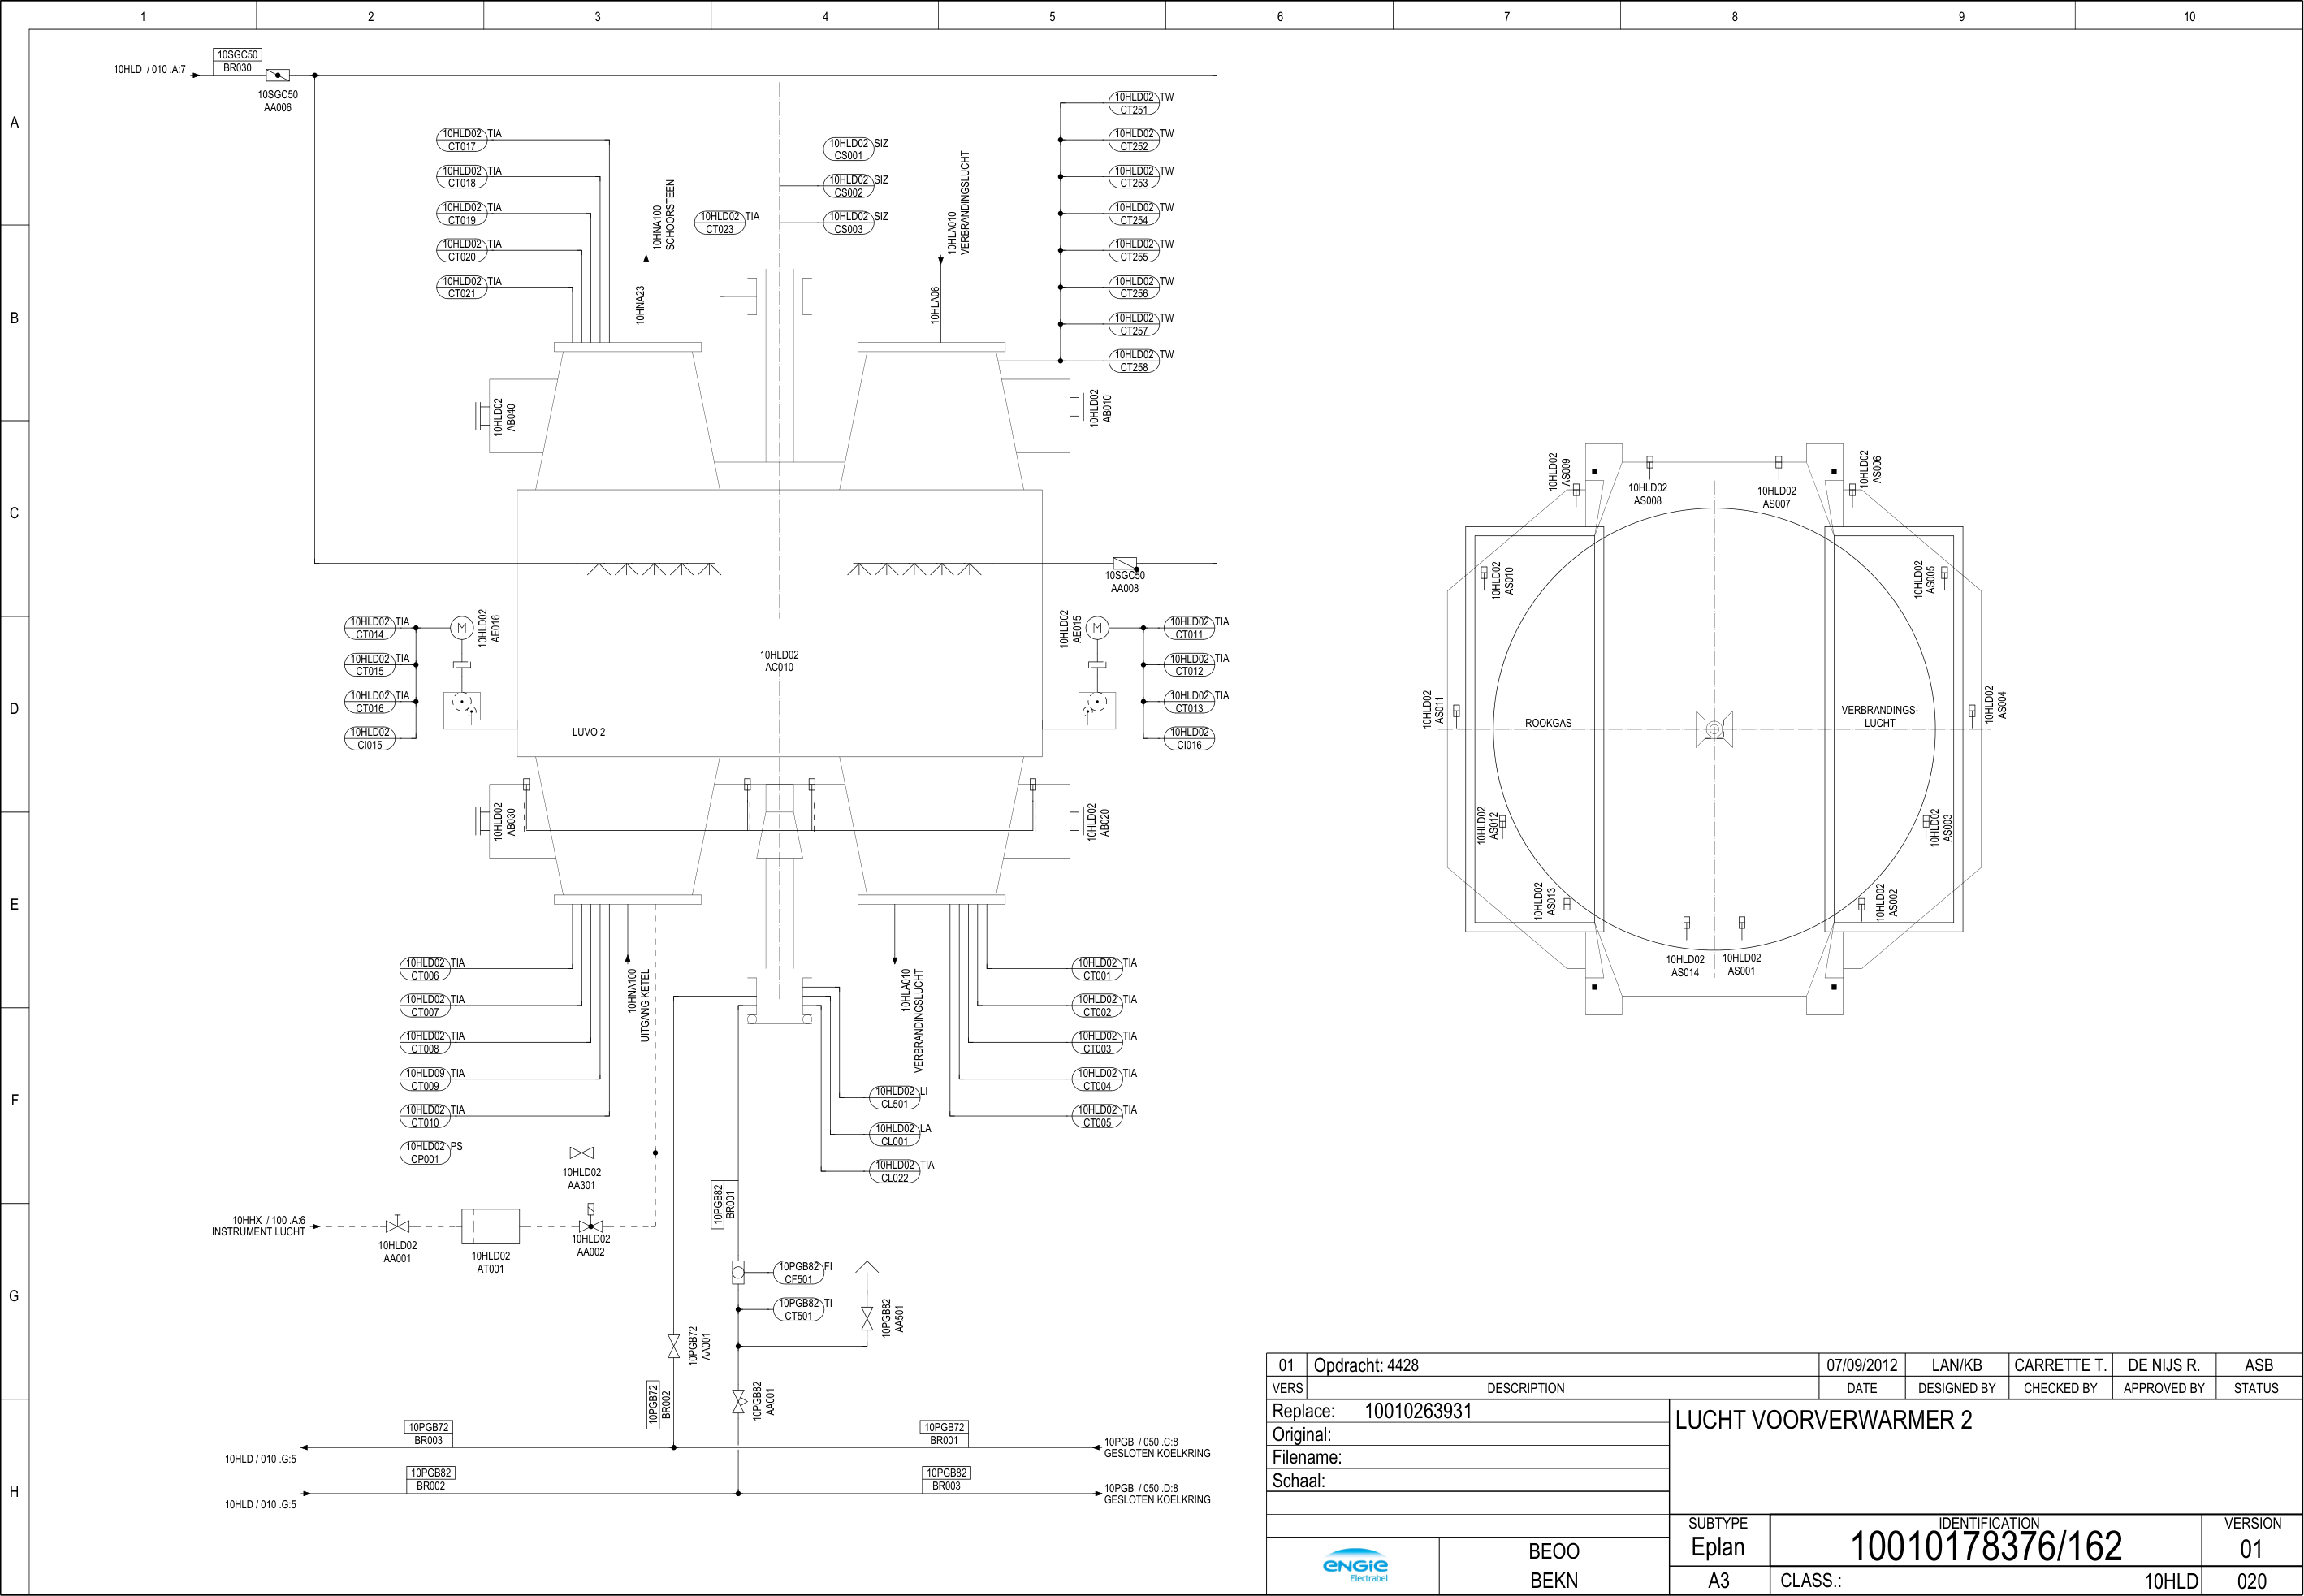 1 2 3 4 5 6 7 8 9 10
A
B
C
D
E
F
G
H
10HLD / 010 .A:7
10SGC50
BR030
10SGC50
AA006
10HLD02 TIA
CT017
10HLD02 TIA
CT018
10HLD02 TIA
CT019
10HLD02 TIA
CT020
10HLD02 TIA
CT021
10HNA100
SCHOORSTEEN
10HNA23
10HLD02 TIA
CT023
10HLD02 SIZ
CS001
10HLD02 SIZ
CS002
10HLD02 SIZ
CS003
10HLA010
VERBRANDINGSLUCHT
10HLA06
10HLD02 TW
CT251
10HLD02 TW
CT252
10HLD02 TW
CT253
10HLD02 TW
CT254
10HLD02 TW
CT255
10HLD02 TW
CT256
10HLD02 TW
CT257
10HLD02 TW
CT258
10HLD02
AB040
10HLD02
AB010
10SGC50
AA008
10HLD02 TIA
CT014
10HLD02 TIA
CT015
10HLD02 TIA
CT016
10HLD02
CI015
M
10HLD02
AE016
10HLD02
AC010
LUVO 2
10HLD02
AE015
M
10HLD02 TIA
CT011
10HLD02 TIA
CT012
10HLD02 TIA
CT013
10HLD02
CI016
10HLD02
AB030
10HLD02
AB020
10HLD02 TIA
CT006
10HLD02 TIA
CT007
10HLD02 TIA
CT008
10HLD09 TIA
CT009
10HLD02 TIA
CT010
10HLD02 PS
CP001
10HNA100
UITGANG KETEL
10HLA010
VERBRANDINGSLUCHT
10HLD02 TIA
CT001
10HLD02 TIA
CT002
10HLD02 TIA
CT003
10HLD02 TIA
CT004
10HLD02 TIA
CT005
10HLD02 LI
CL501
10HLD02 LA
CL001
10HLD02 TIA
CL022
10HLD02
AA301
10HHX / 100 .A:6
INSTRUMENT LUCHT
10HLD02
AA001
10HLD02
AT001
10HLD02
AA002
10PGB82
BR001
10PGB82 FI
CF501
10PGB82 TI
CT501
10PGB82
AA501
10PGB72
AA001
10PGB72
BR002
10PGB82
AA001
10PGB72
BR003
10PGB72
BR001
10HLD / 010 .G:5
10PGB / 050 .C:8
GESLOTEN KOELKRING
10PGB82
BR002
10PGB82
BR003
10HLD / 010 .G:5
10PGB / 050 .D:8
GESLOTEN KOELKRING
10HLD02
AS009
10HLD02
AS008
10HLD02
AS007
10HLD02
AS006
10HLD02
AS010
10HLD02
AS005
10HLD02
AS011
ROOKGAS
VERBRANDINGS-
LUCHT
10HLD02
AS004
10HLD02
AS012
10HLD02
AS003
10HLD02
AS013
10HLD02
AS002
10HLD02
AS014
10HLD02
AS001
01 Opdracht: 4428 07/09/2012 LAN/KB CARRETTE T. DE NIJS R. ASB
VERS DESCRIPTION DATE DESIGNED BY CHECKED BY APPROVED BY STATUS
Replace: 10010263931
Original:
Filename:
Schaal:
LUCHT VOORVERWARMER 2
ENGIE
Electrabel
BEOO
BEKN
SUBTYPE
Eplan
A3
IDENTIFICATION
10010178376/162
VERSION
01
CLASS.: 10HLD
020